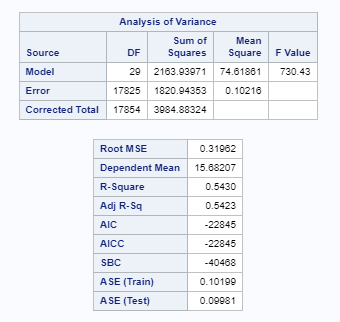 Analysis of Variance
Source DF Sum of Squares Mean Square F Value
Model 29 2163.93971 74.61861 730.43
Error 17825 1820.94353 0.10216
Corrected Total 17854 3984.88324
Root MSE 0.31962
Dependent Mean 15.68207
R-Square 0.5430
Adj R-Sq 0.5423
AIC -22845
AICC -22845
SBC -40468
ASE (Train) 0.10199
ASE (Test) 0.09981